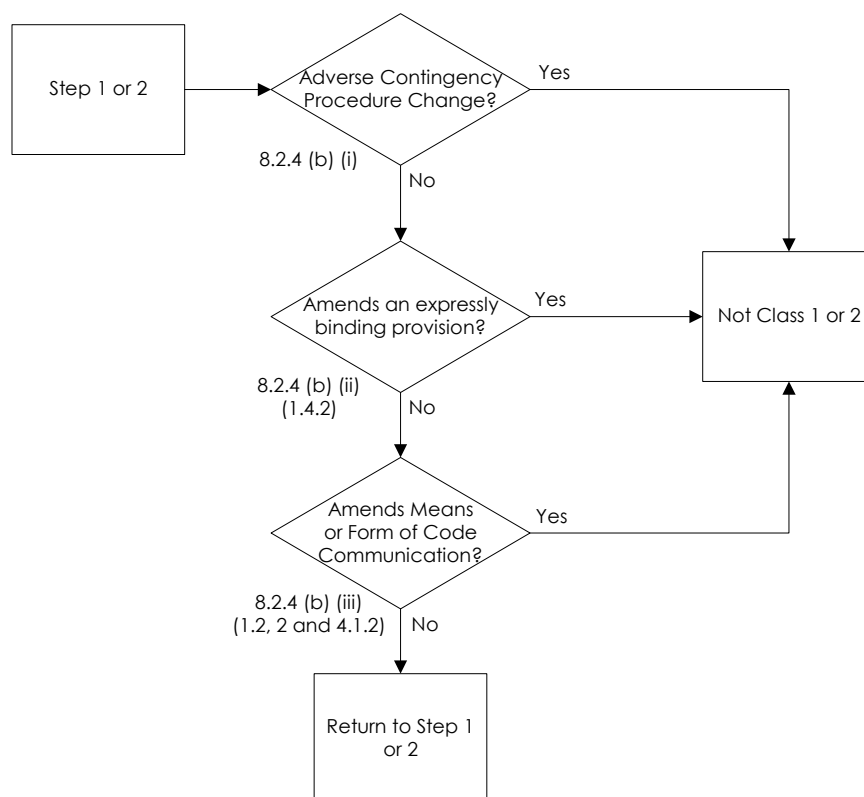 Step 1 or 2
Adverse Contingency
Procedure Change?
Yes
8.2.4 (b) (i)
No
Amends an expressly
binding provision?
Yes
Not Class 1 or 2
8.2.4 (b) (ii)
(1.4.2)
No
Amends Means
or Form of Code
Communication?
Yes
8.2.4 (b) (iii)
(1.2, 2 and 4.1.2)
No
Return to Step 1
or 2